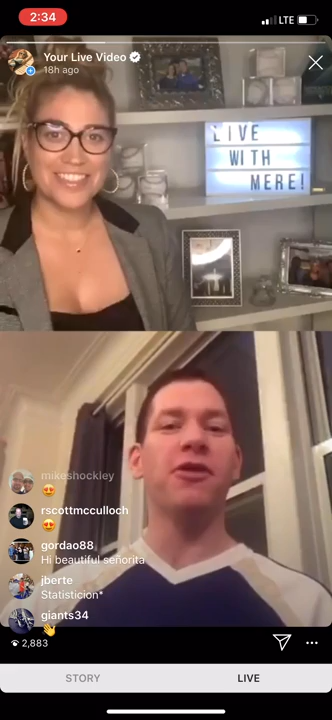 2:34
LTE
Your Live Video
18h ago
LIVE
WITH
MERE!
mikeshockley
😍
rscottmcculloch
😍
gordao88
Hi beautiful señorita
jberte
Statisticion*
giants34
👋
2,883
STORY
LIVE